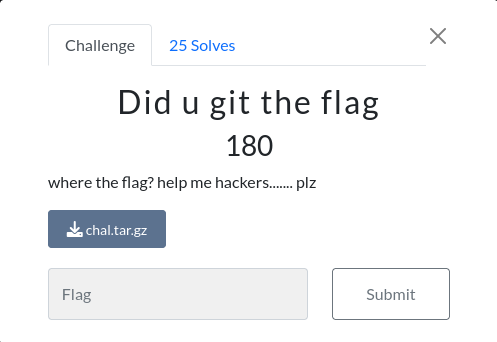 Challenge
25 Solves
Did u git the flag
180
where the flag? help me hackers....... plz
chal.tar.gz
Flag
Submit